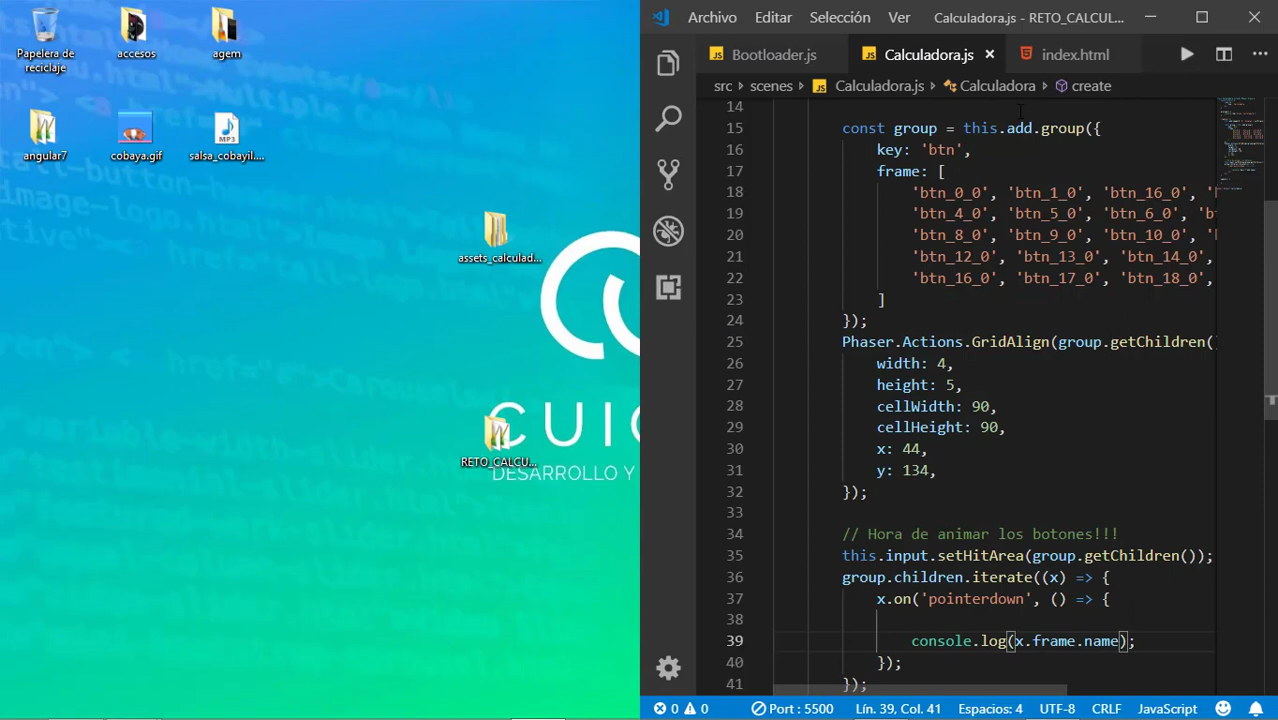 Papelera de
reciclaje
accesos
agem
angular7
cobaya.gif
salsa_cobayil....
assets_calculad...
RETO_CALCU...
CUI
DESARROLLO Y
Archivo Editar Selección Ver Calculadora.js - RETO_CALCUL...
Bootloader.js Calculadora.js index.html
src scenes Calculadora.js Calculadora create
14
15 const group = this.add.group({
16 key: 'btn',
17 frame: [
18 'btn_0_0', 'btn_1_0', 'btn_16_0',
19 'btn_4_0', 'btn_5_0', 'btn_6_0',
20 'btn_8_0', 'btn_9_0', 'btn_10_0',
21 'btn_12_0', 'btn_13_0', 'btn_14_0',
22 'btn_16_0', 'btn_17_0', 'btn_18_0',
23 ]
24 });
25 Phaser.Actions.GridAlign(group.getChildren()
26 width: 4,
27 height: 5,
28 cellWidth: 90,
29 cellHeight: 90,
30 x: 44,
31 y: 134,
32 });
33
34 // Hora de animar los botones!!!
35 this.input.setHitArea(group.getChildren());
36 group.children.iterate((x) => {
37 x.on('pointerdown', () => {
38
39 console.log(x.frame.name);
40 });
41 });
0 0 Port : 5500 Lín. 39, Col. 41 Espacios: 4 UTF-8 CRLF JavaScript